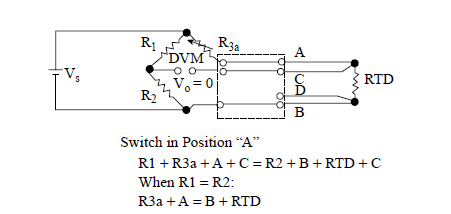 R1 R3a A
DVM
Vs Vo = 0 C RTD
R2 D
B
Switch in Position “A”
R1 + R3a + A + C = R2 + B + RTD + C
When R1 = R2:
R3a + A = B + RTD